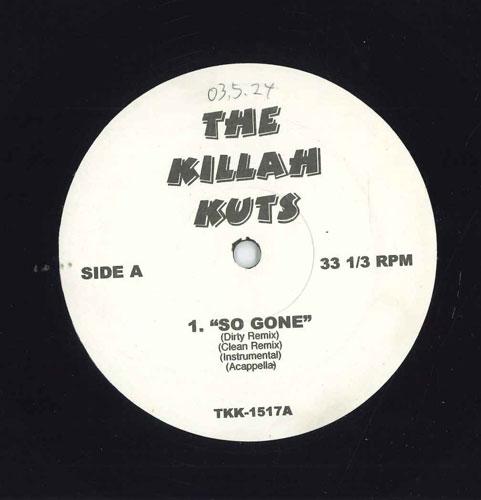 03.5.24
THE
KILLAH
KUTS
SIDE A
33 1/3 RPM
1. "SO GONE"
(Dirty Remix)
(Clean Remix)
(Instrumental)
(Acappella)
TKK-1517A